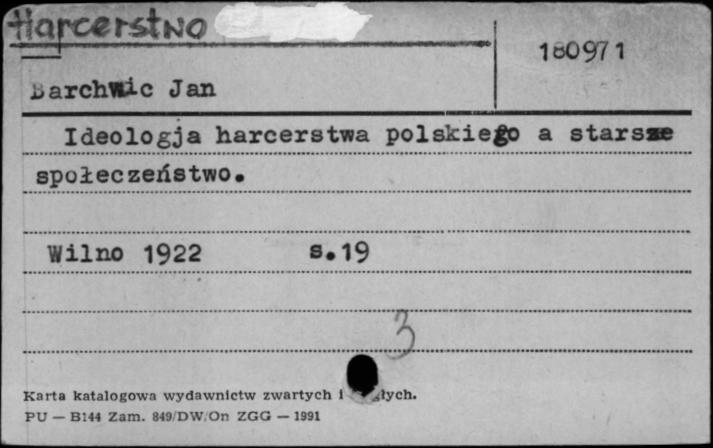 Harcerstwo
180971
Barchwic Jan
Ideologja harcerstwa polskiego a starsze
społeczeństwo.
Wilno 1922 s.19
3
Karta katalogowa wydawnictw zwartych i
PU — B144 Zam. 849/DW/On ZGG — 1991